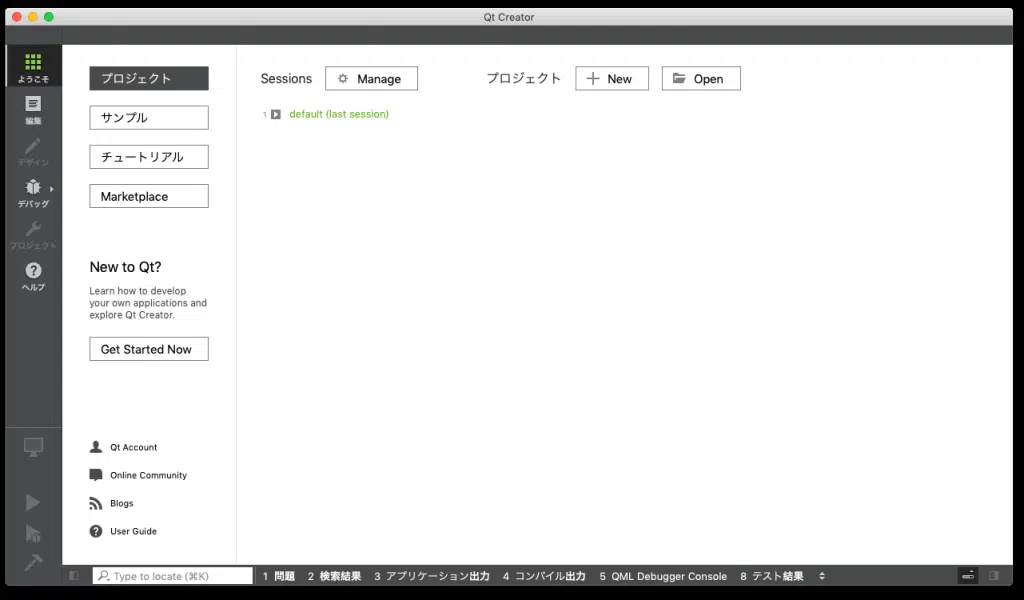 Qt Creator
ようこそ
編集
デザイン
デバッグ
プロジェクト
ヘルプ
プロジェクト
サンプル
チュートリアル
Marketplace
New to Qt?
Learn how to develop
your own applications and
explore Qt Creator.
Get Started Now
Qt Account
Online Community
Blogs
User Guide
Sessions Manage プロジェクト New Open
1 default (last session)
Type to locate (⌘K) 1 問題 2 検索結果 3 アプリケーション出力 4 コンパイル出力 5 QML Debugger Console 8 テスト結果